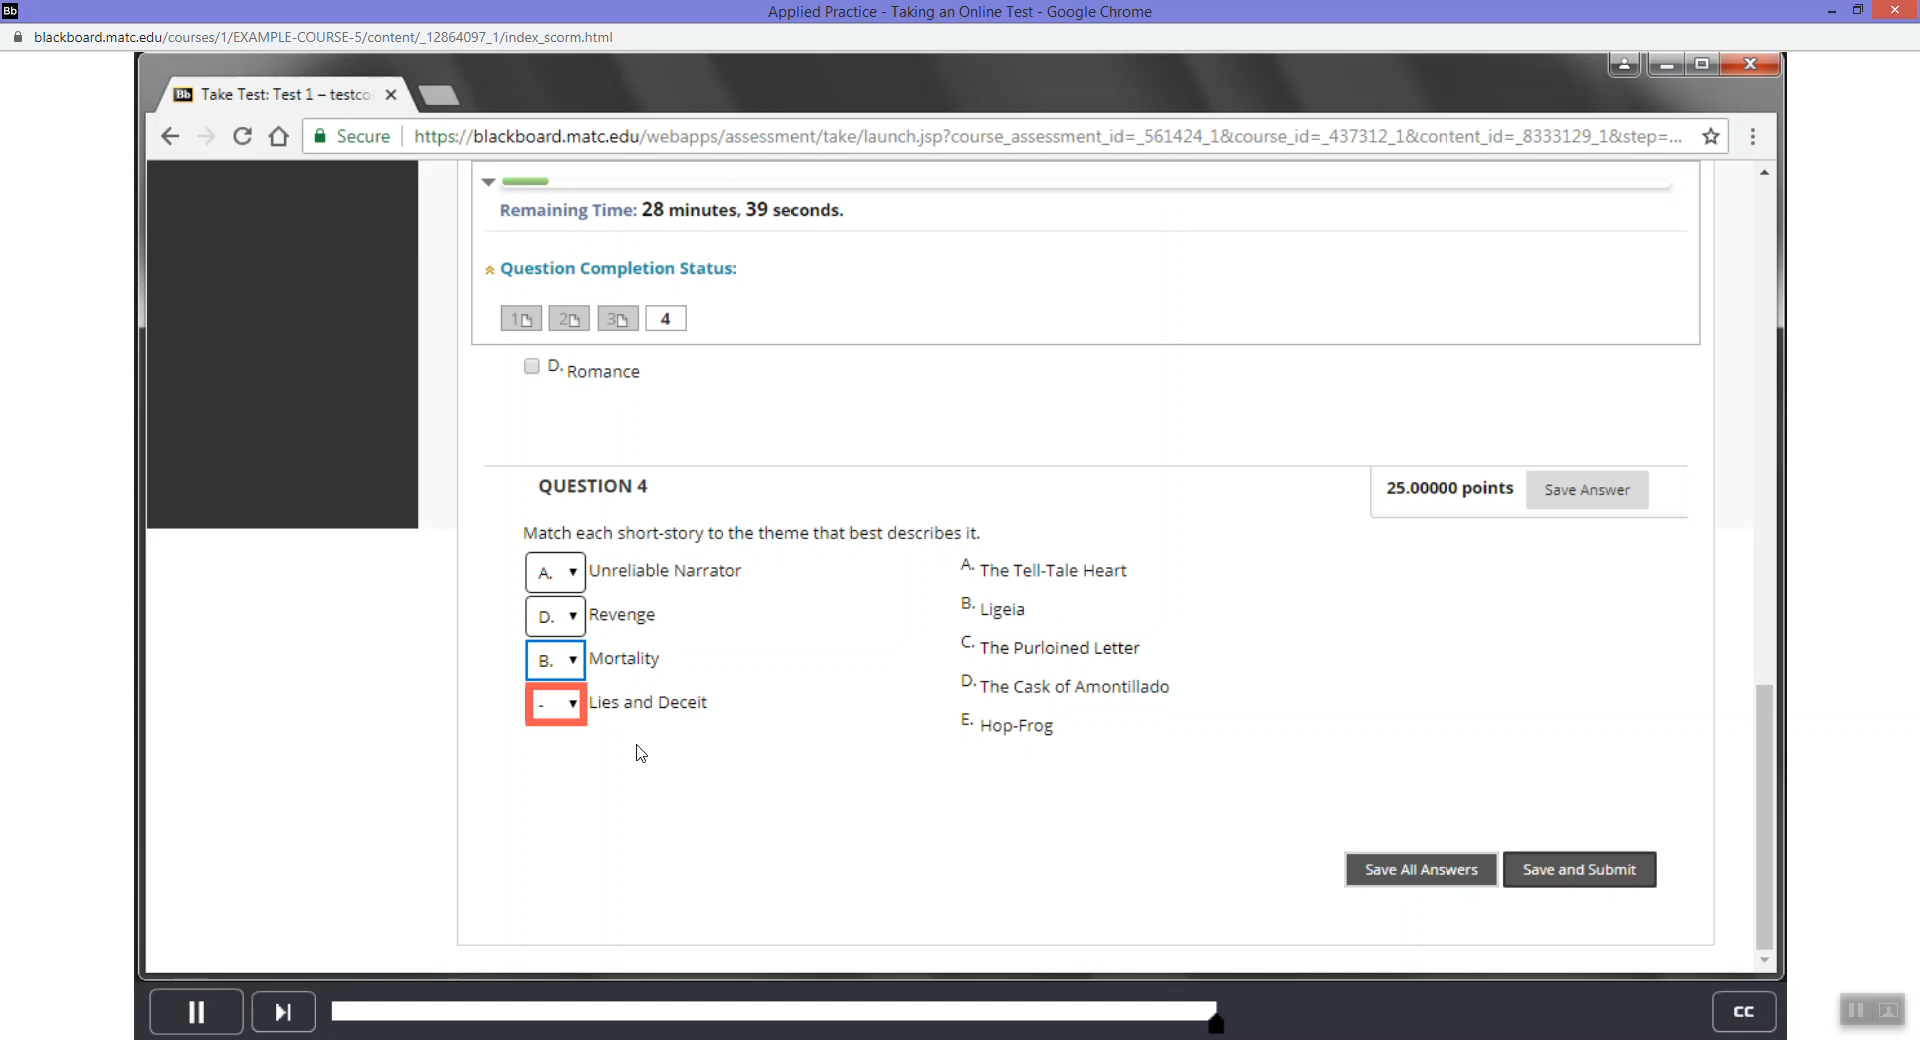 Bb
Applied Practice - Taking an Online Test - Google Chrome
blackboard.matc.edu/courses/1/EXAMPLE-COURSE-5/content/_12864097_1/index_scorm.html
Bb Take Test: Test 1 – testco
Secure https://blackboard.matc.edu/webapps/assessment/take/launch.jsp?course_assessment_id=_561424_1&course_id=_437312_1&content_id=_8333129_1&step=...
Remaining Time: 28 minutes, 39 seconds.
Question Completion Status:
1 2 3 4
D. Romance
QUESTION 4
25.00000 points Save Answer
Match each short-story to the theme that best describes it.
A. Unreliable Narrator
D. Revenge
B. Mortality
- Lies and Deceit
A. The Tell-Tale Heart
B. Ligeia
C. The Purloined Letter
D. The Cask of Amontillado
E. Hop-Frog
Save All Answers Save and Submit
CC